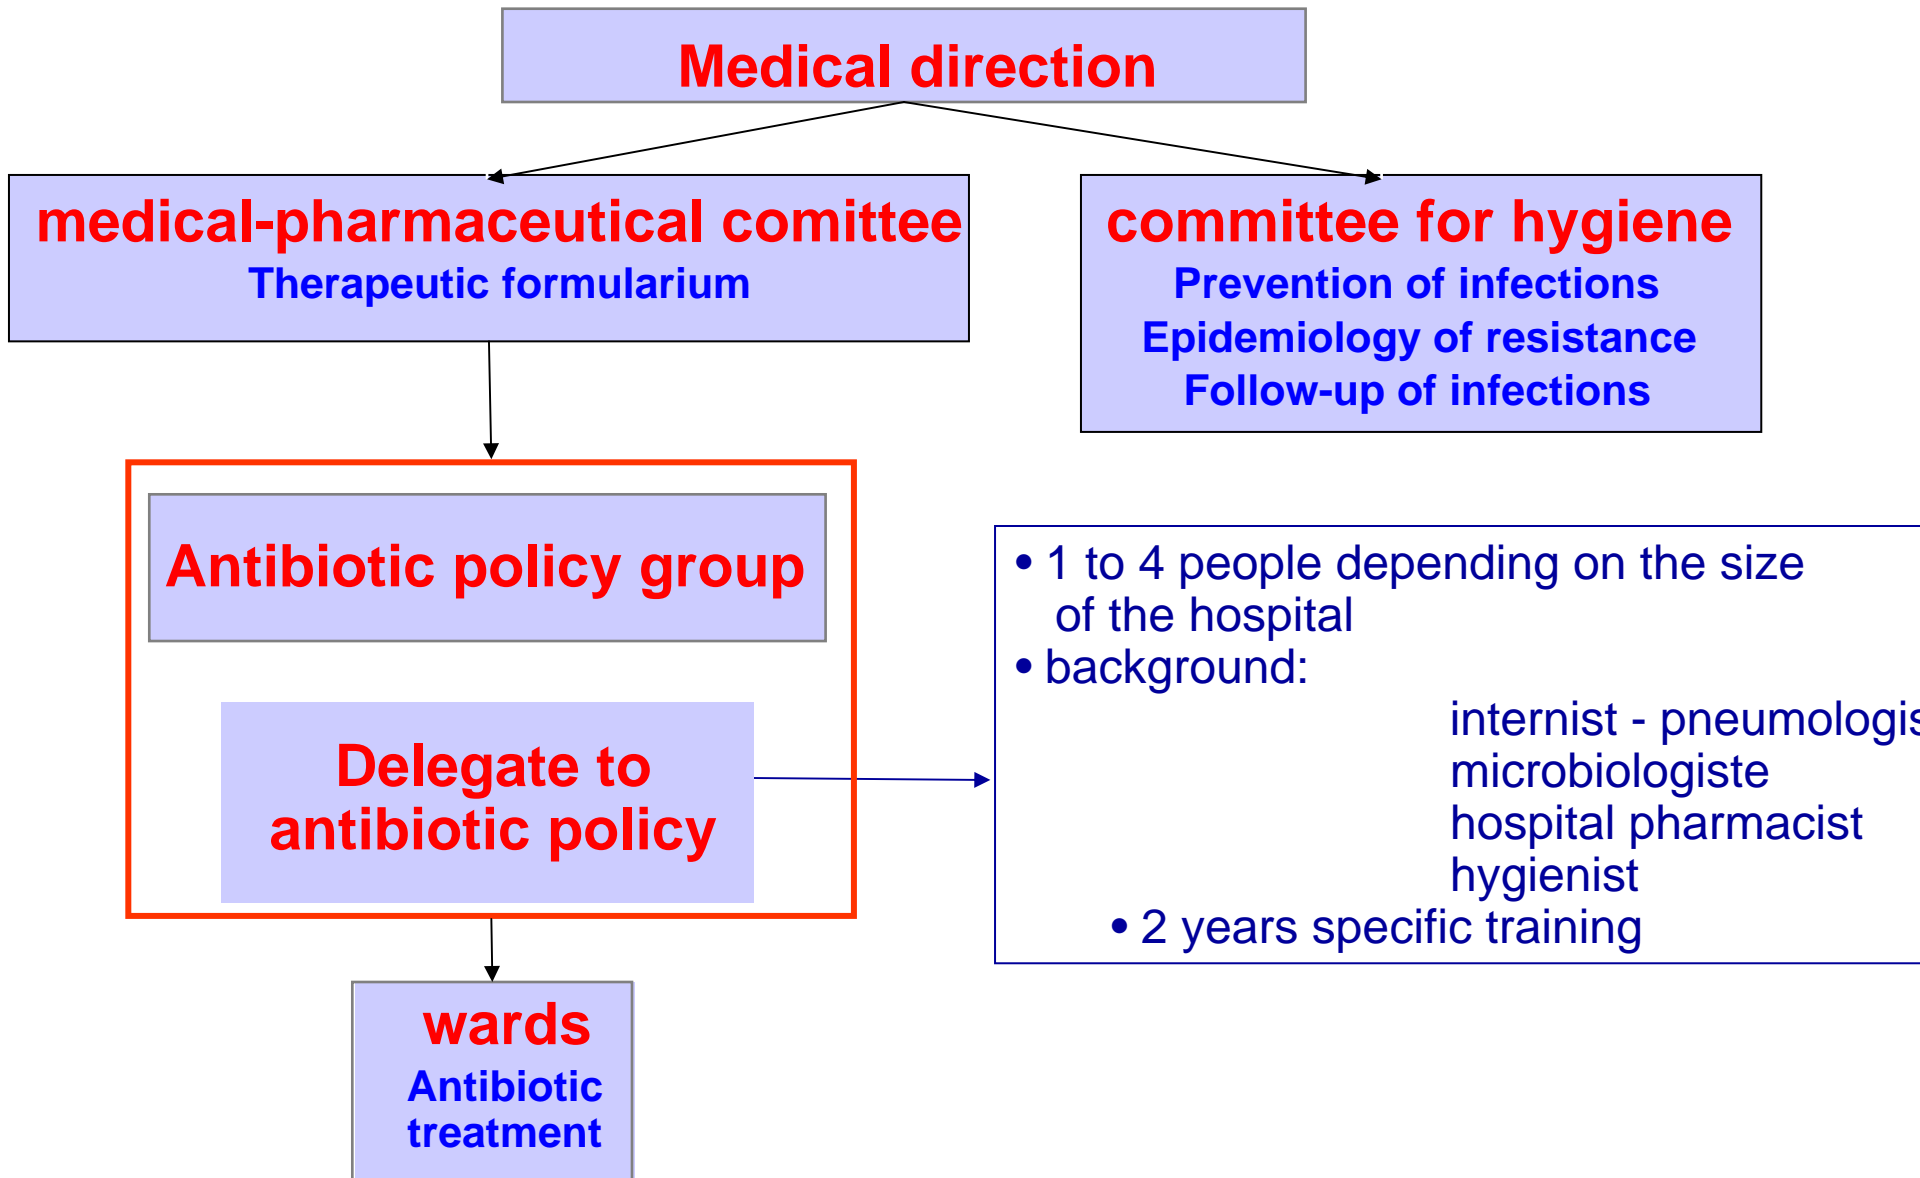 Medical direction
medical-pharmaceutical comittee
Therapeutic formularium
committee for hygiene
Prevention of infections
Epidemiology of resistance
Follow-up of infections
Antibiotic policy group
Delegate to
antibiotic policy
• 1 to 4 people depending on the size
of the hospital
• background:
internist - pneumologis
microbiologiste
hospital pharmacist
hygienist
• 2 years specific training
wards
Antibiotic
treatment